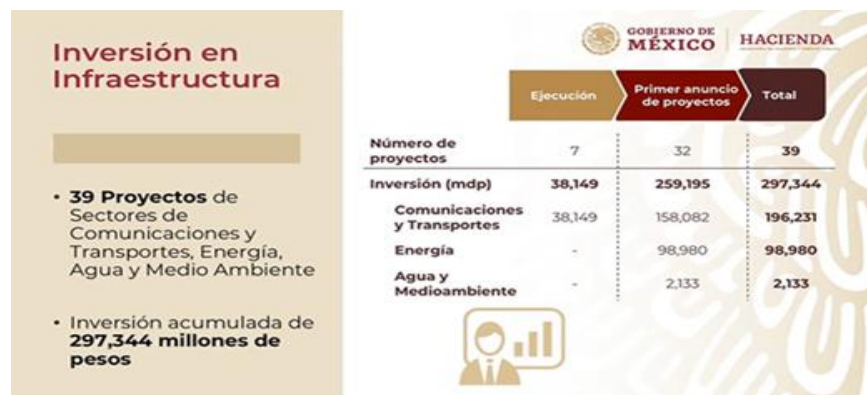 Inversión en
Infraestructura
• 39 Proyectos de
Sectores de
Comunicaciones y
Transportes, Energía,
Agua y Medio Ambiente
• Inversión acumulada de
297,344 millones de
pesos
GOBIERNO DE
MÉXICO
HACIENDA
Ejecución
Primer anuncio
de proyectos
Total
Número de
proyectos
7
32
39
Inversión (mdp)
38,149
259,195
297,344
Comunicaciones
y Transportes
38,149
158,082
196,231
Energía
-
98,980
98,980
Agua y
Medioambiente
-
2,133
2,133